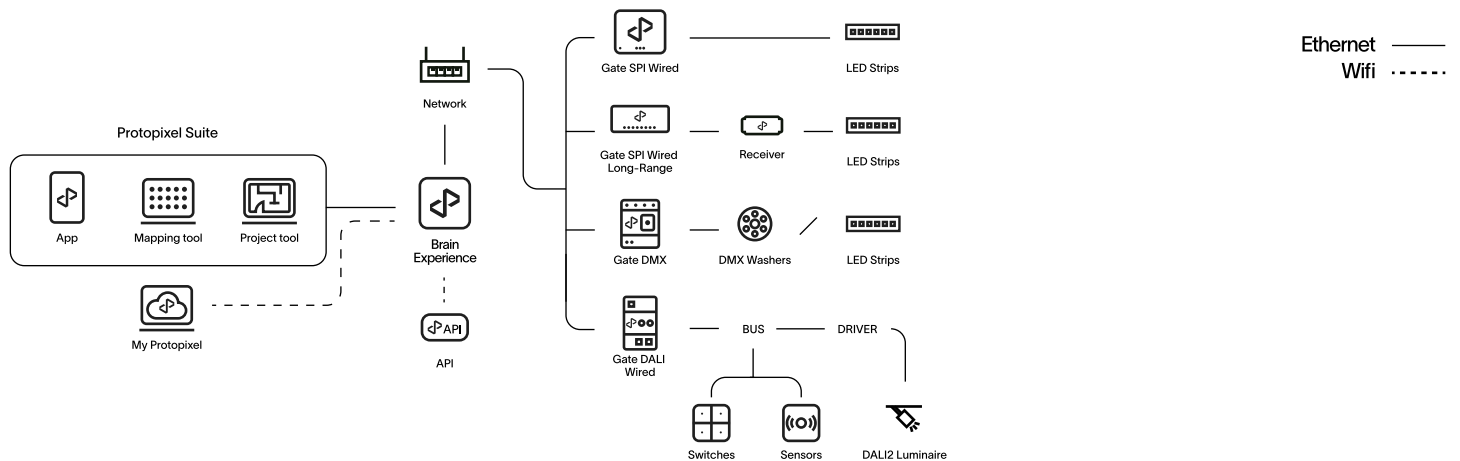 Ethernet
Wifi
Gate SPI Wired
LED Strips
Network
Protopixel Suite
Gate SPI Wired
Long-Range
Receiver
LED Strips
App
Mapping tool
Project tool
Brain
Experience
Gate DMX
DMX Washers
LED Strips
My Protopixel
API
API
Gate DALI
Wired
BUS
DRIVER
Switches
Sensors
DALI2 Luminaire